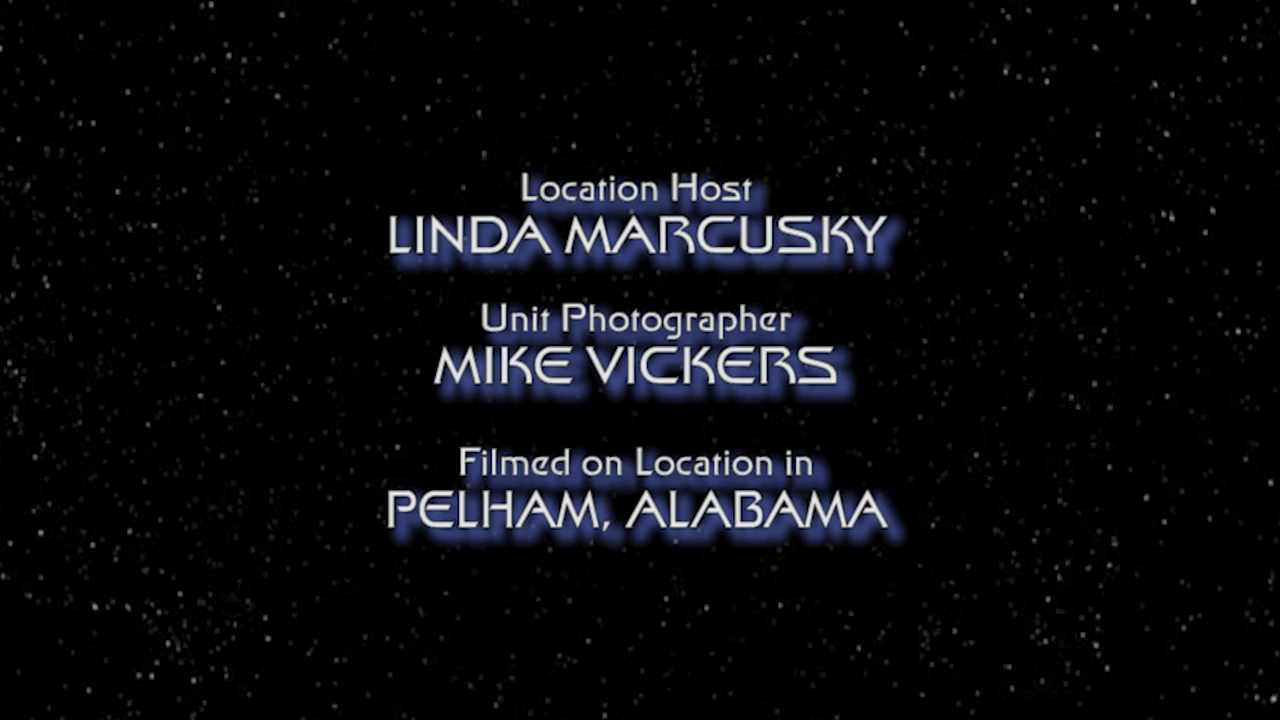 Location Host
LINDA MARCUSKY
Unit Photographer
MIKE VICKERS
Filmed on Location in
PELHAM, ALABAMA